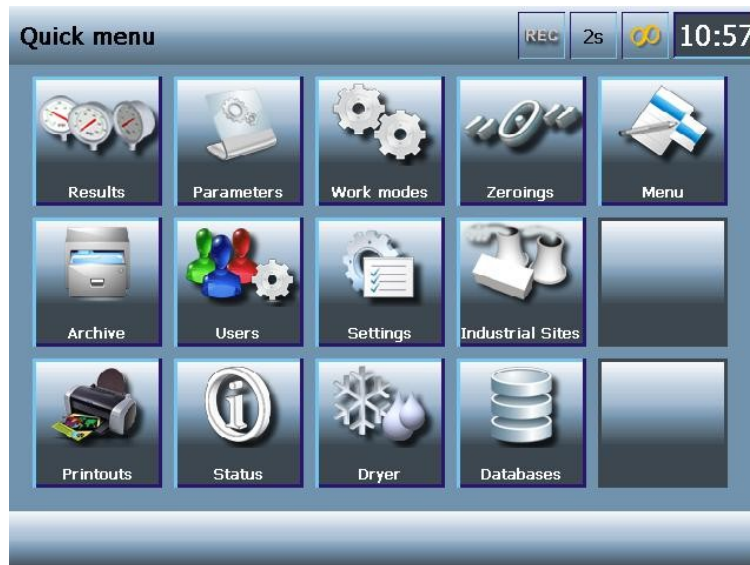 Quick menu
REC 2s 10:57
Results Parameters Work modes Zeroings Menu
Archive Users Settings Industrial Sites
Printouts Status Dryer Databases